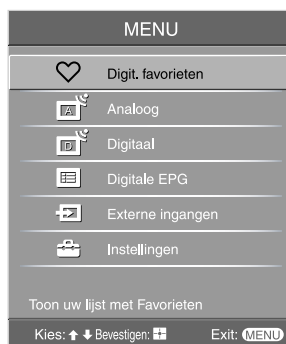 MENU
Digit. favorieten
A Analoog
D Digitaal
Digitale EPG
Externe ingangen
Instellingen
Toon uw lijst met Favorieten
Kies: ↑ ↓ Bevestigen: Exit: MENU